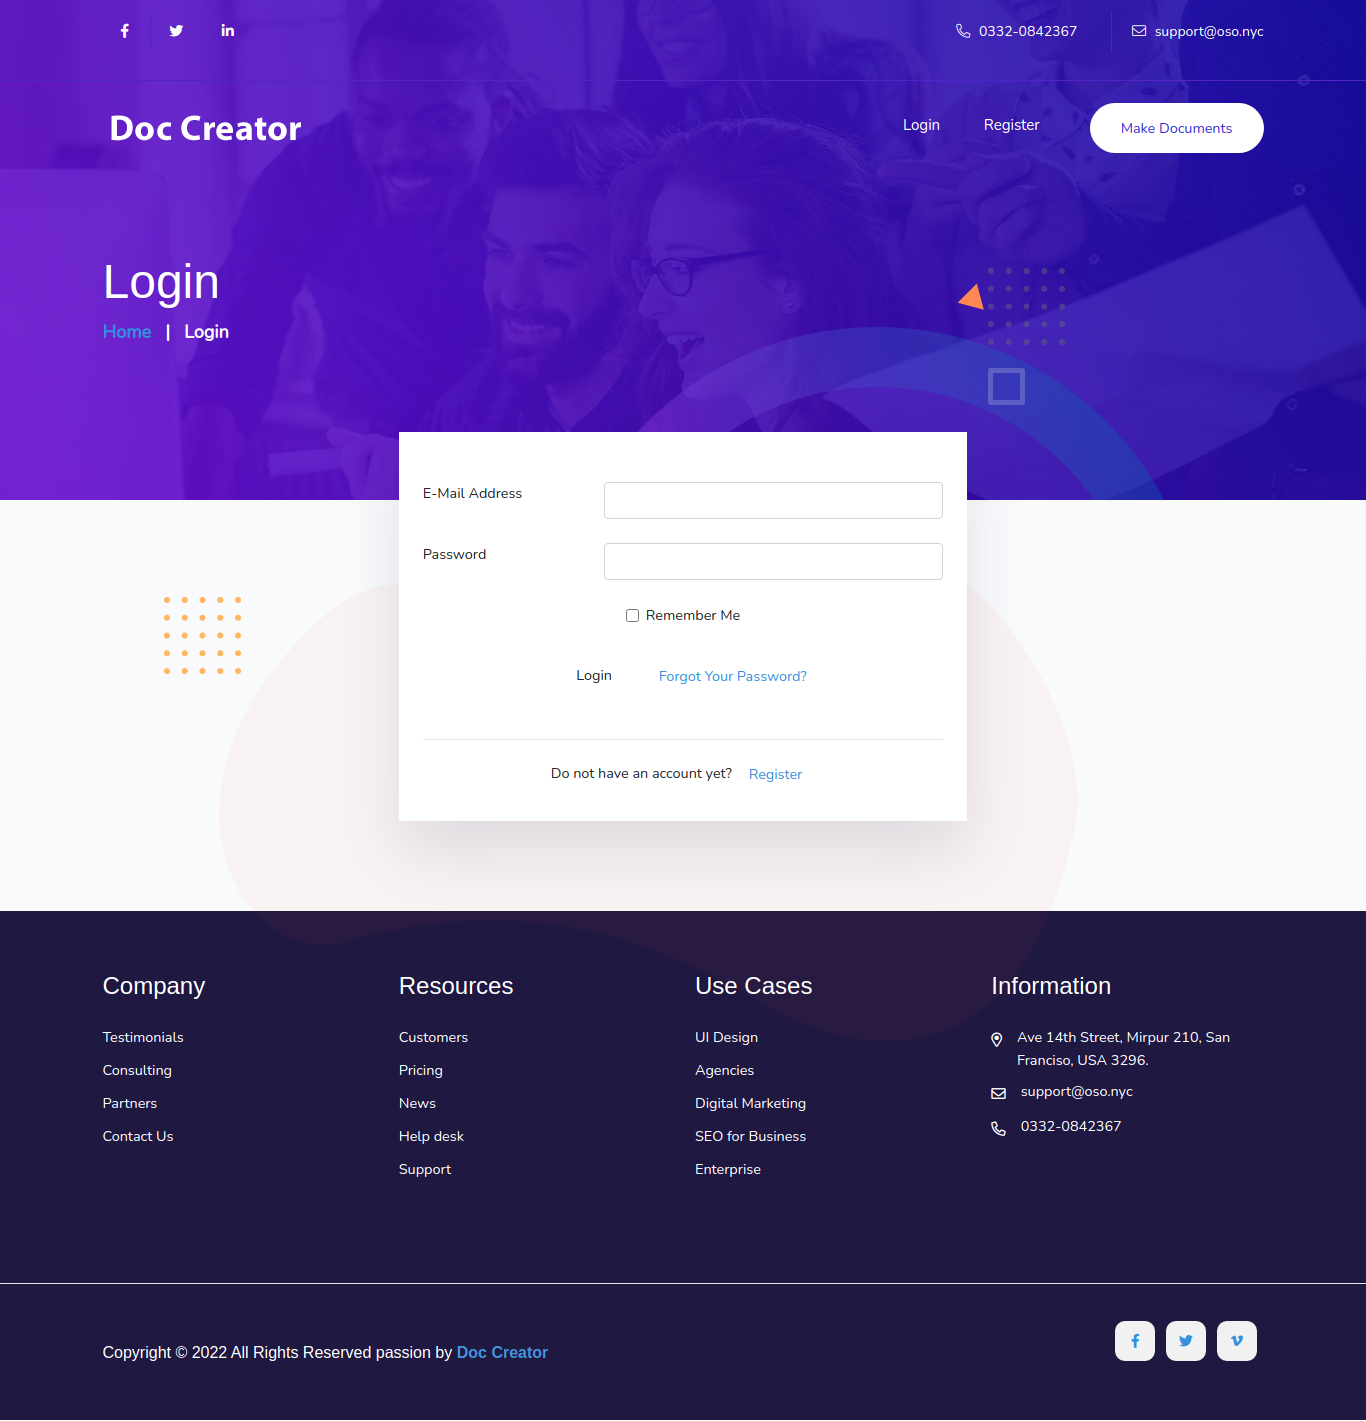 0332-0842367
support@oso.nyc
Doc Creator
Login
Register
Make Documents
Login
Home | Login
E-Mail Address
Password
Remember Me
Login
Forgot Your Password?
Do not have an account yet? Register
Company
Testimonials
Consulting
Partners
Contact Us
Resources
Customers
Pricing
News
Help desk
Support
Use Cases
UI Design
Agencies
Digital Marketing
SEO for Business
Enterprise
Information
Ave 14th Street, Mirpur 210, San
Franciso, USA 3296.
support@oso.nyc
0332-0842367
Copyright © 2022 All Rights Reserved passion by Doc Creator